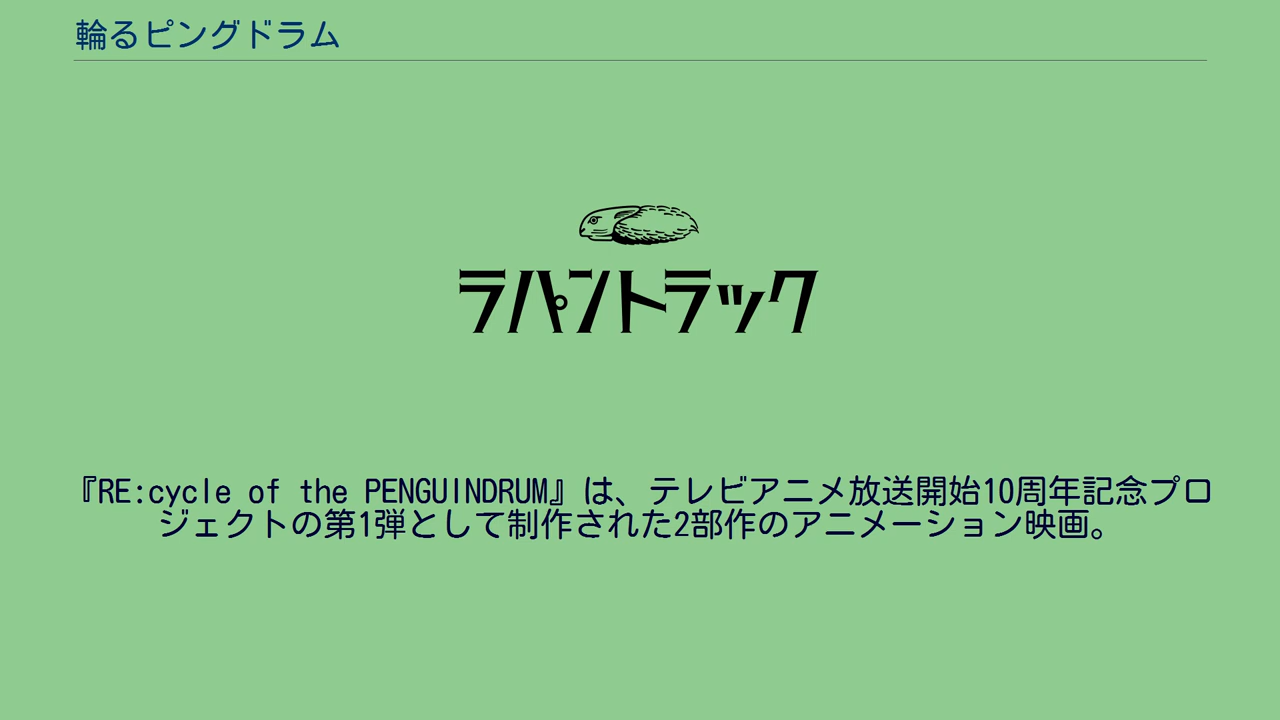 輪るピングドラム
ラパントラック
『RE:cycle of the PENGUINDRUM』は、テレビアニメ放送開始10周年記念プロ
ジェクトの第1弾として制作された2部作のアニメーション映画。